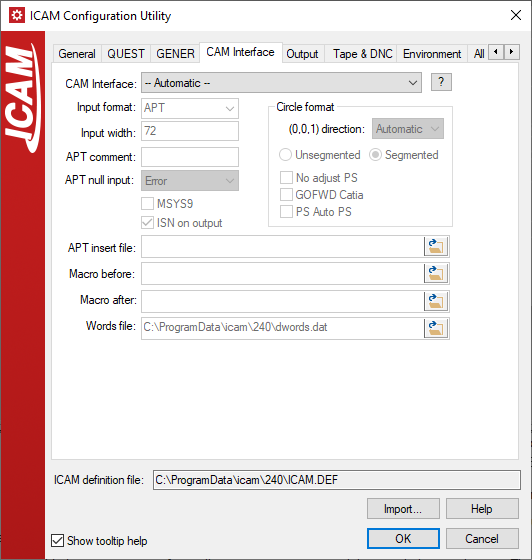 ICAM Configuration Utility
ICAM
General QUEST GENER CAM Interface Output Tape & DNC Environment All
CAM Interface: -- Automatic -- ?
Input format: APT
Input width: 72
APT comment:
APT null input: Error
MSYS9
ISN on output
Circle format
(0,0,1) direction: Automatic
Unsegmented Segmented
No adjust PS
GOFWD Catia
PS Auto PS
APT insert file:
Macro before:
Macro after:
Words file: C:\ProgramData\icam\240\dwords.dat
ICAM definition file: C:\ProgramData\icam\240\ICAM.DEF
Import... Help
Show tooltip help OK Cancel